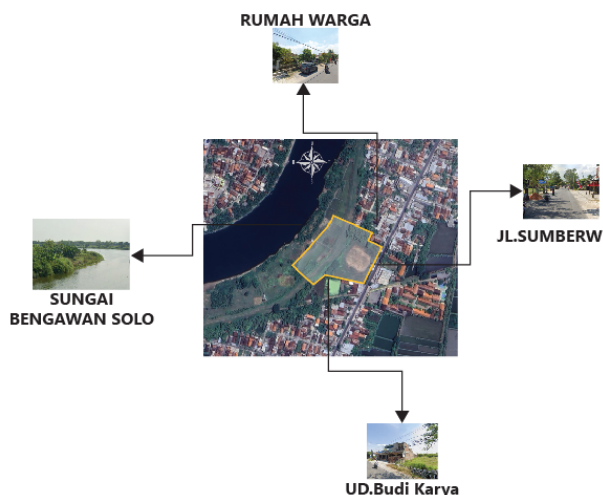 RUMAH WARGA
JL.SUMBERW
SUNGAI
BENGAWAN SOLO
UD.Budi Karya